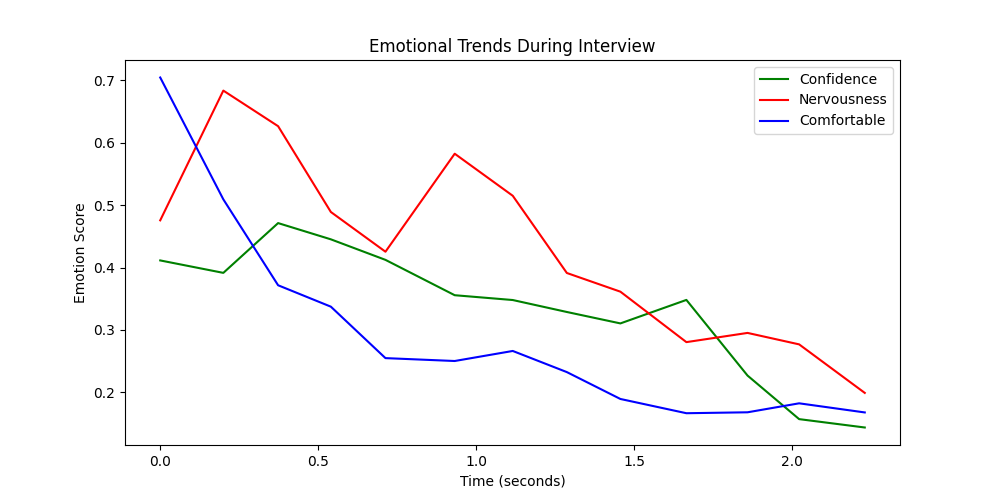 Emotional Trends During Interview
Confidence
Nervousness
Comfortable
0.7
0.6
0.5
0.4
0.3
0.2
Emotion Score
0.0 0.5 1.0 1.5 2.0
Time (seconds)